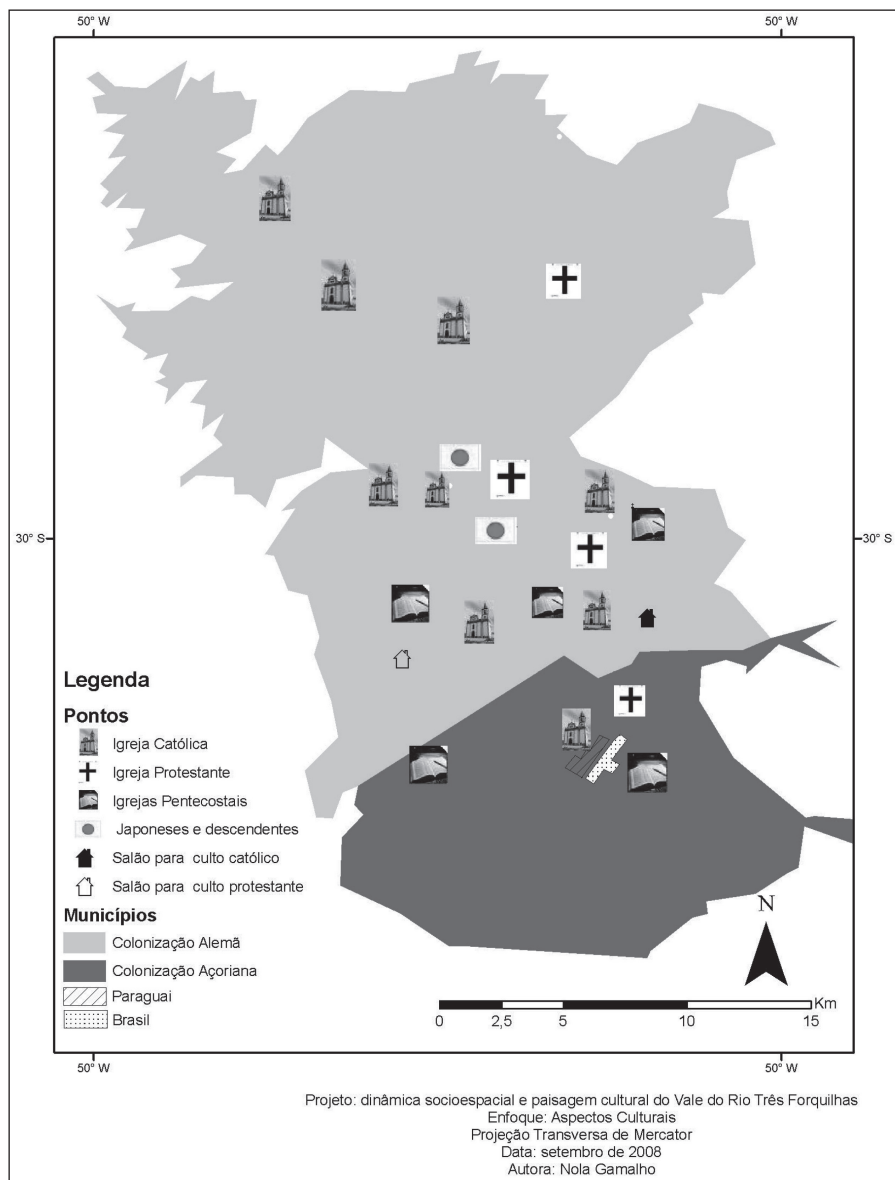 50° W
50° W
30° S
30° S
Legenda
Pontos
Igreja Católica
Igreja Protestante
Igrejas Pentecostais
Japoneses e descendentes
Salão para culto católico
Salão para culto protestante
Municípios
Colonização Alemã
Colonização Açoriana
Paraguai
Brasil
N
Km
0
2,5
5
10
15
50° W
50° W
Projeto: dinâmica socioespacial e paisagem cultural do Vale do Rio Três Forquilhas
Enfoque: Aspectos Culturais
Projeção Transversa de Mercator
Data: setembro de 2008
Autora: Nola Gamalho